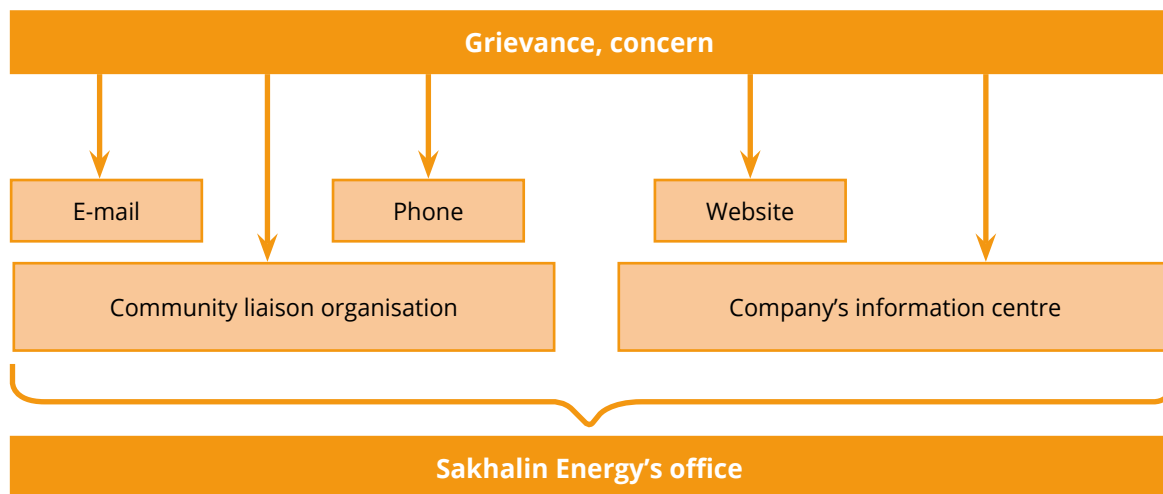 Grievance, concern
E-mail
Phone
Website
Community liaison organisation
Company’s information centre
Sakhalin Energy’s office